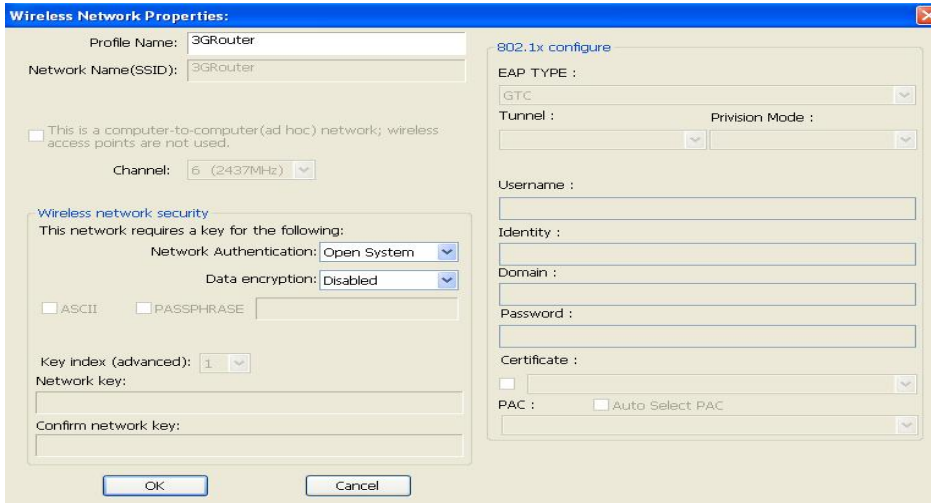 Wireless Network Properties:
Profile Name: 3GRouter
Network Name(SSID): 3GRouter
This is a computer-to-computer(ad hoc) network; wireless
access points are not used.
Channel: 6 (2437MHz)
Wireless network security
This network requires a key for the following:
Network Authentication: Open System
Data encryption: Disabled
ASCII PASSPHRASE
Key index (advanced): 1
Network key:
Confirm network key:
OK Cancel
802.1x configure
EAP TYPE :
GTC
Tunnel : Privision Mode :
Username :
Identity :
Domain :
Password :
Certificate :
PAC : Auto Select PAC